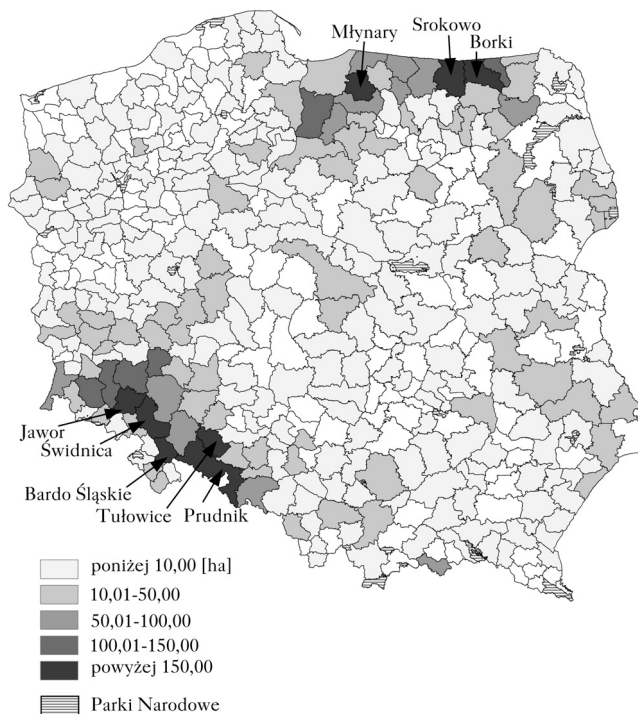 Młynary
Srokowo
Borki
Jawor
Świdnica
Bardo Śląskie
Tułowice
Prudnik
poniżej 10,00 [ha]
10,01-50,00
50,01-100,00
100,01-150,00
powyżej 150,00
Parki Narodowe